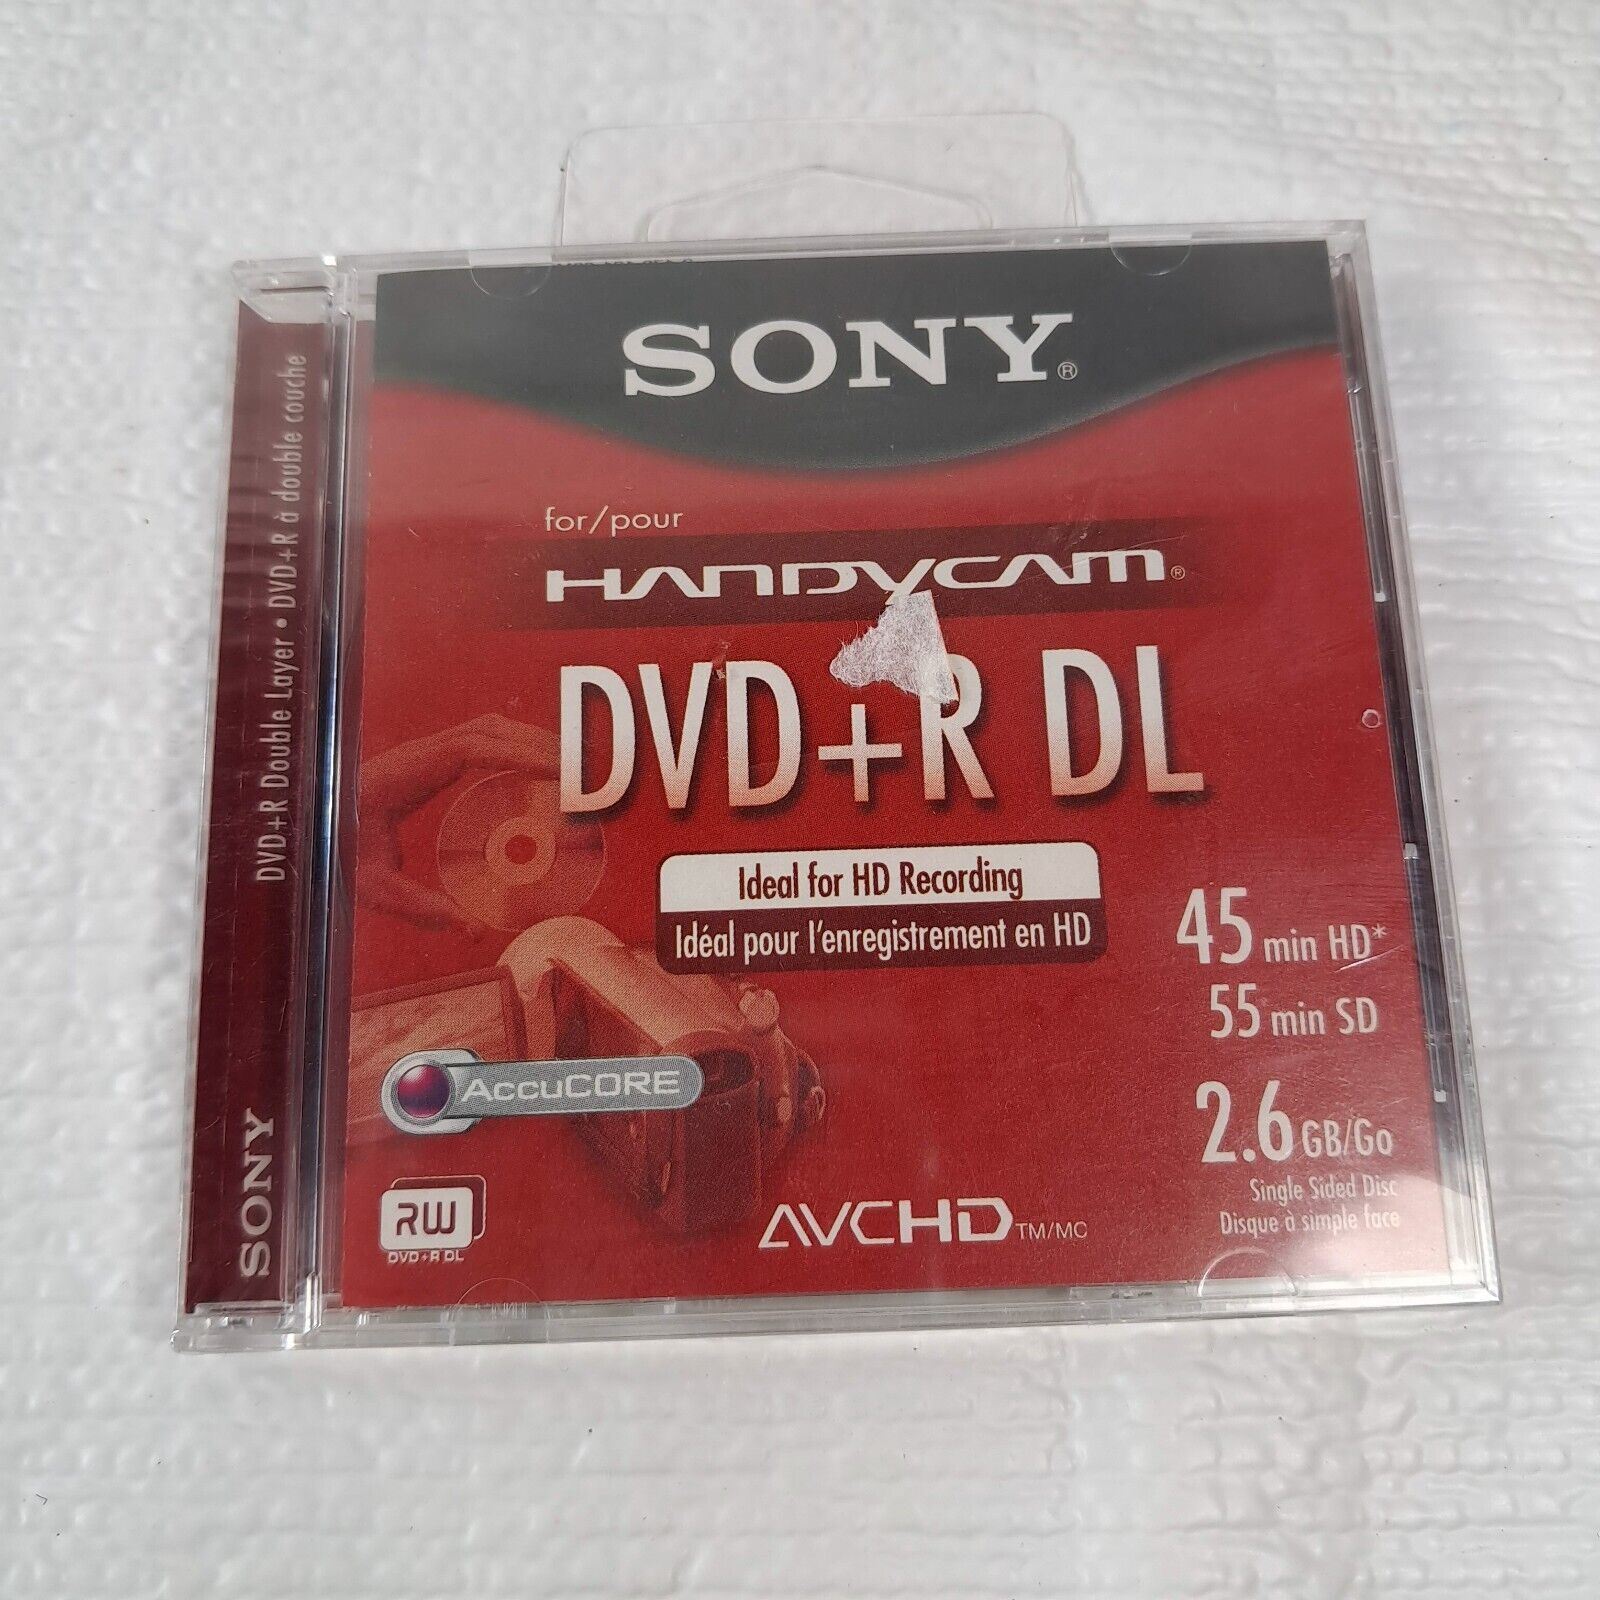 SONY®
for/pour
HANDYCAM®
DVD+R DL
Ideal for HD Recording
Idéal pour l'enregistrement en HD
45 min HD*
55 min SD
2.6 GB/Go
Single Sided Disc
Disque à simple face
AccuCORE
RW
DVD+R DL
AVCHD TM/MC
DVD+R Double Layer • DVD+R à double couche
SONY